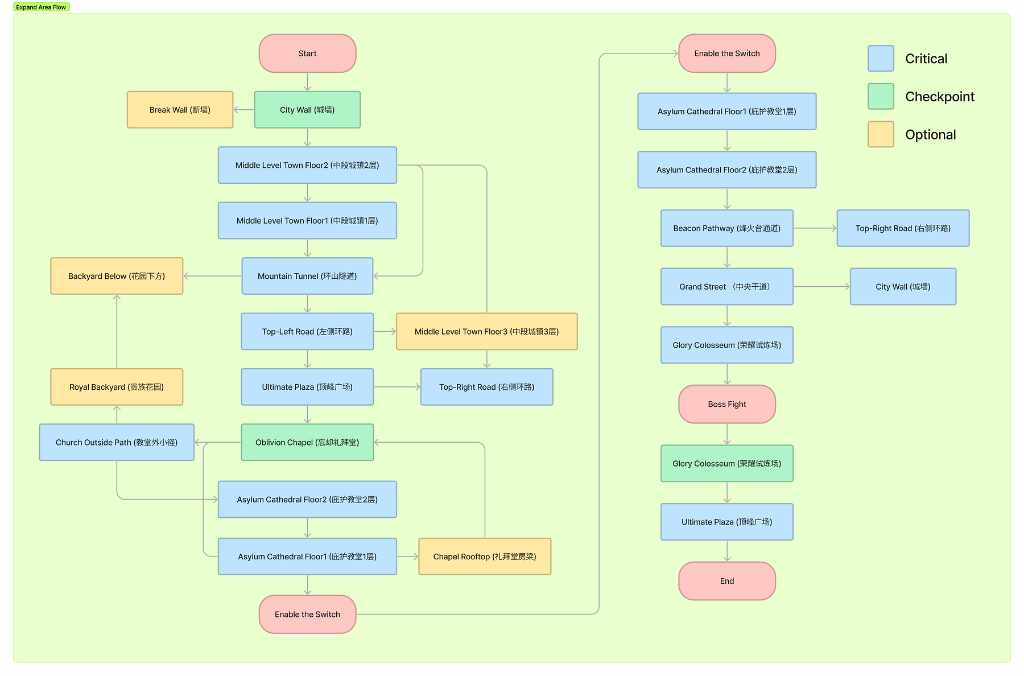 Expand Area Flow
Start
Break Wall (断墙)
City Wall (城墙)
Middle Level Town Floor2 (中段城镇2层)
Middle Level Town Floor1 (中段城镇1层)
Backyard Below (花园下方)
Mountain Tunnel (环山隧道)
Top-Left Road (左侧环路)
Middle Level Town Floor3 (中段城镇3层)
Royal Backyard (贵族花园)
Ultimate Plaza (顶峰广场)
Top-Right Road (右侧环路)
Church Outside Path (教堂外小径)
Oblivion Chapel (忘却礼拜堂)
Asylum Cathedral Floor2 (庇护教堂2层)
Asylum Cathedral Floor1 (庇护教堂1层)
Chapel Rooftop (礼拜堂房梁)
Enable the Switch
Enable the Switch
Asylum Cathedral Floor1 (庇护教堂1层)
Asylum Cathedral Floor2 (庇护教堂2层)
Beacon Pathway (烽火台通道)
Top-Right Road (右侧环路)
Grand Street （中央干道）
City Wall (城墙)
Glory Colosseum (荣耀试炼场)
Boss Fight
Glory Colosseum (荣耀试炼场)
Ultimate Plaza (顶峰广场)
End
Critical
Checkpoint
Optional